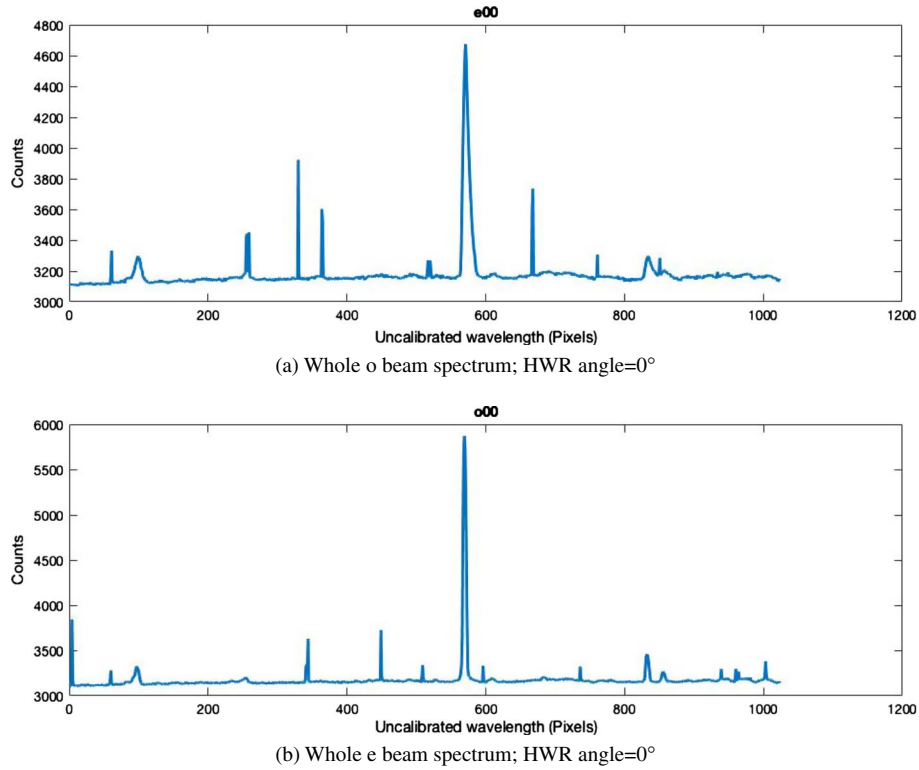 e00
4800
4600
4400
4200
4000
3800
3600
3400
3200
3000
Counts
0 200 400 600 800 1000 1200
Uncalibrated wavelength (Pixels)
(a) Whole o beam spectrum; HWR angle=0°
o00
6000
5500
5000
4500
4000
3500
3000
Counts
0 200 400 600 800 1000 1200
Uncalibrated wavelength (Pixels)
(b) Whole e beam spectrum; HWR angle=0°